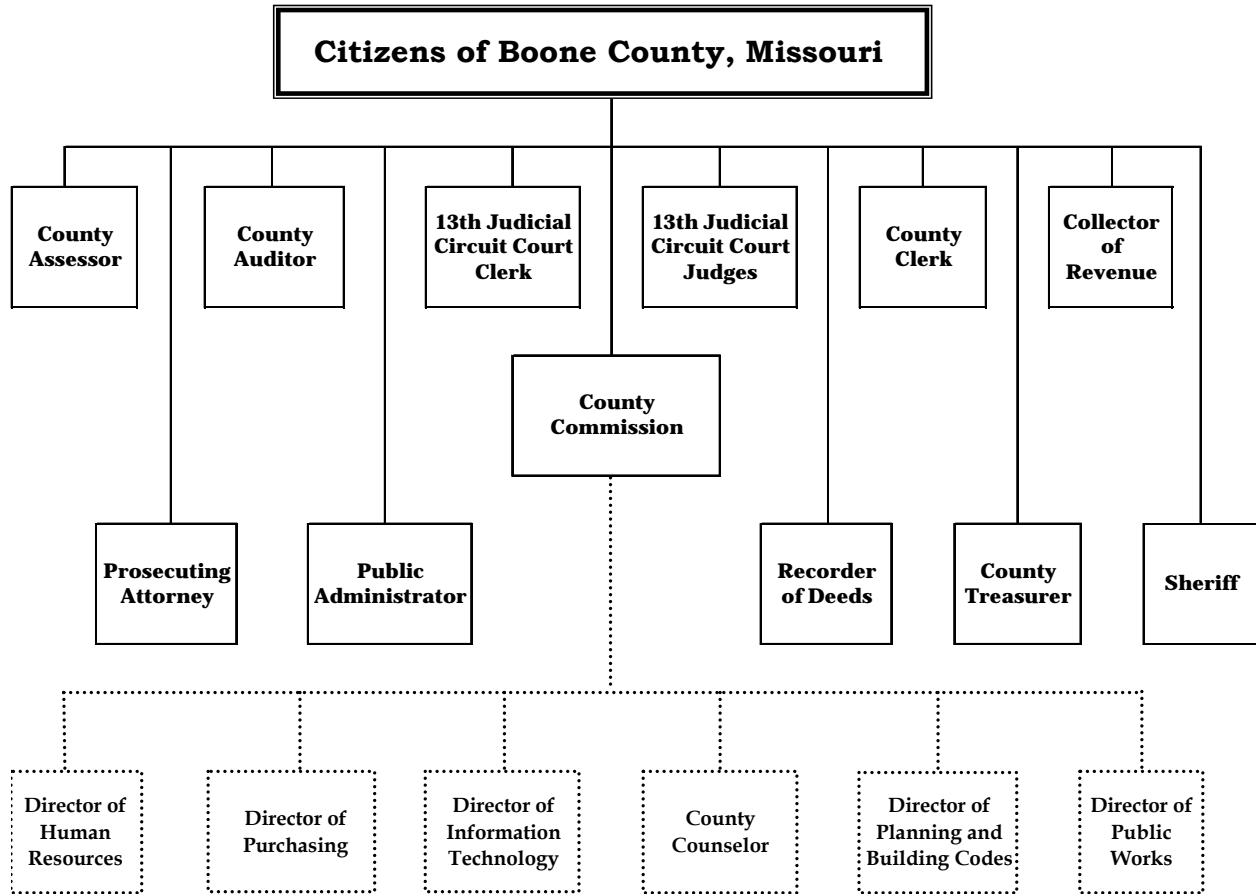 Citizens of Boone County, Missouri
County
Assessor
County
Auditor
13th Judicial
Circuit Court
Clerk
13th Judicial
Circuit Court
Judges
County
Clerk
Collector
of
Revenue
County
Commission
Prosecuting
Attorney
Public
Administrator
Recorder
of Deeds
County
Treasurer
Sheriff
Director of
Human
Resources
Director of
Purchasing
Director of
Information
Technology
County
Counselor
Director of
Planning and
Building Codes
Director of
Public
Works